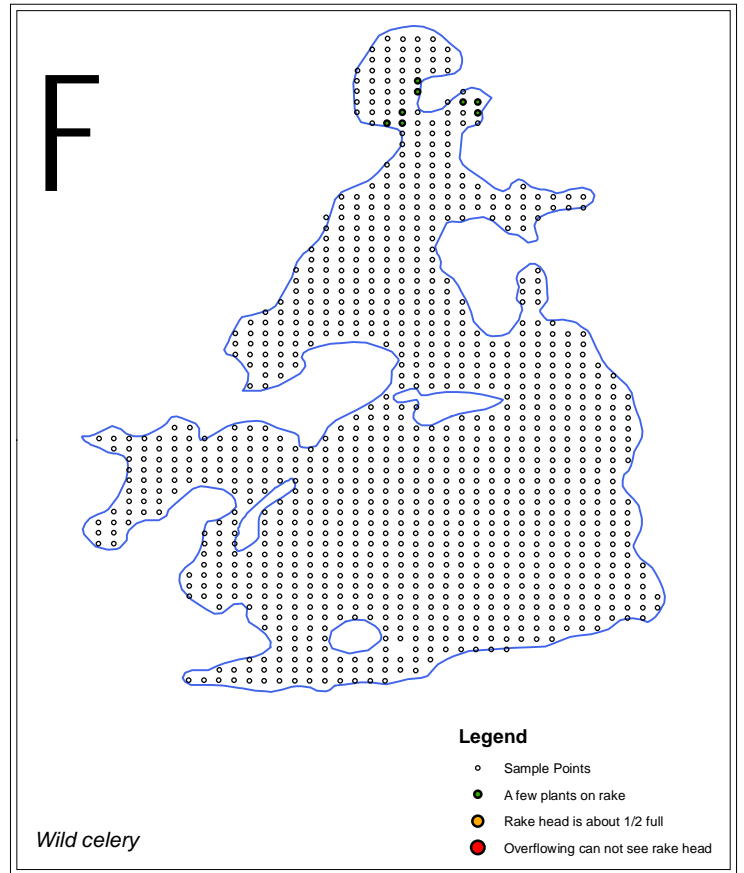 F
Legend
Sample Points
A few plants on rake
Rake head is about 1/2 full
Overflowing can not see rake head
Wild celery